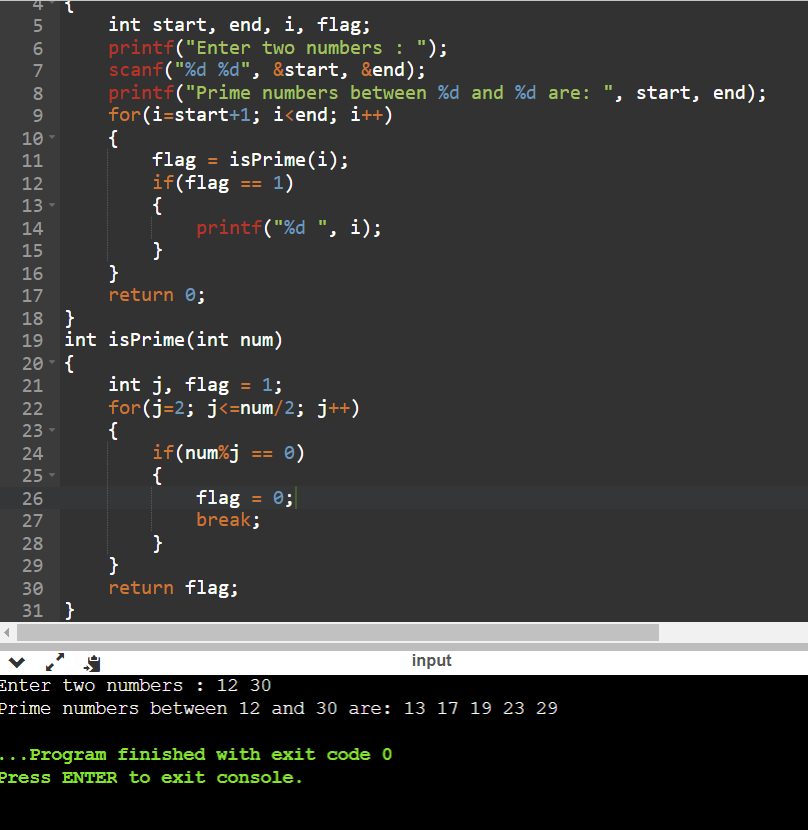 4 {
5 int start, end, i, flag;
6 printf("Enter two numbers : ");
7 scanf("%d %d", &start, &end);
8 printf("Prime numbers between %d and %d are: ", start, end);
9 for(i=start+1; i<end; i++)
10 {
11 flag = isPrime(i);
12 if(flag == 1)
13 {
14 printf("%d ", i);
15 }
16 }
17 return 0;
18 }
19 int isPrime(int num)
20 {
21 int j, flag = 1;
22 for(j=2; j<=num/2; j++)
23 {
24 if(num%j == 0)
25 {
26 flag = 0;
27 break;
28 }
29 }
30 return flag;
31 }
input
Enter two numbers : 12 30
Prime numbers between 12 and 30 are: 13 17 19 23 29
...Program finished with exit code 0
Press ENTER to exit console.